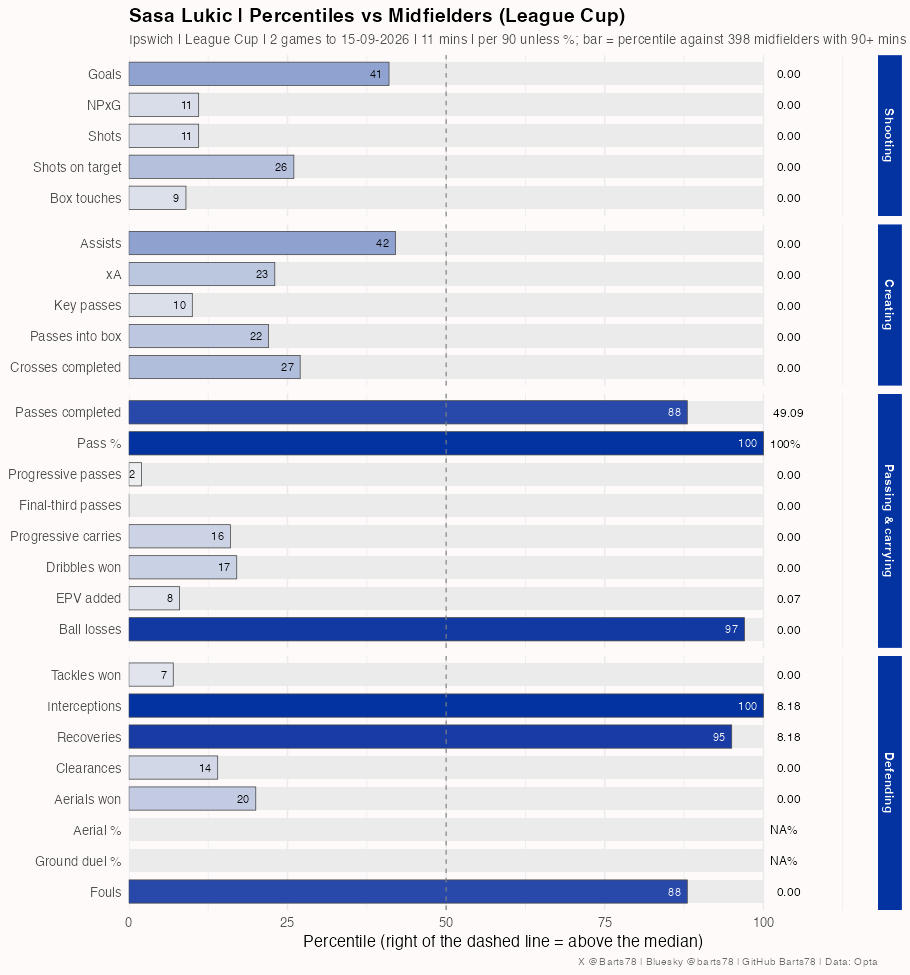 Sasa Lukic | Percentiles vs Midfielders (League Cup)
Ipswich | League Cup | 2 games to 15-09-2026 | 11 mins | per 90 unless %; bar = percentile against 398 midfielders with 90+ mins
Goals 41 0.00
NPxG 11 0.00
Shots 11 0.00
Shots on target 26 0.00
Box touches 9 0.00
Shooting
Assists 42 0.00
xA 23 0.00
Key passes 10 0.00
Passes into box 22 0.00
Crosses completed 27 0.00
Creating
Passes completed 88 49.09
Pass % 100 100%
Progressive passes 2 0.00
Final-third passes 0.00
Progressive carries 16 0.00
Dribbles won 17 0.00
EPV added 8 0.07
Ball losses 97 0.00
Passing & carrying
Tackles won 7 0.00
Interceptions 100 8.18
Recoveries 95 8.18
Clearances 14 0.00
Aerials won 20 0.00
Aerial % NA%
Ground duel % NA%
Fouls 88 0.00
Defending
0 25 50 75 100
Percentile (right of the dashed line = above the median)
X @Barts78 | Bluesky @barts78 | GitHub Barts78 | Data: Opta